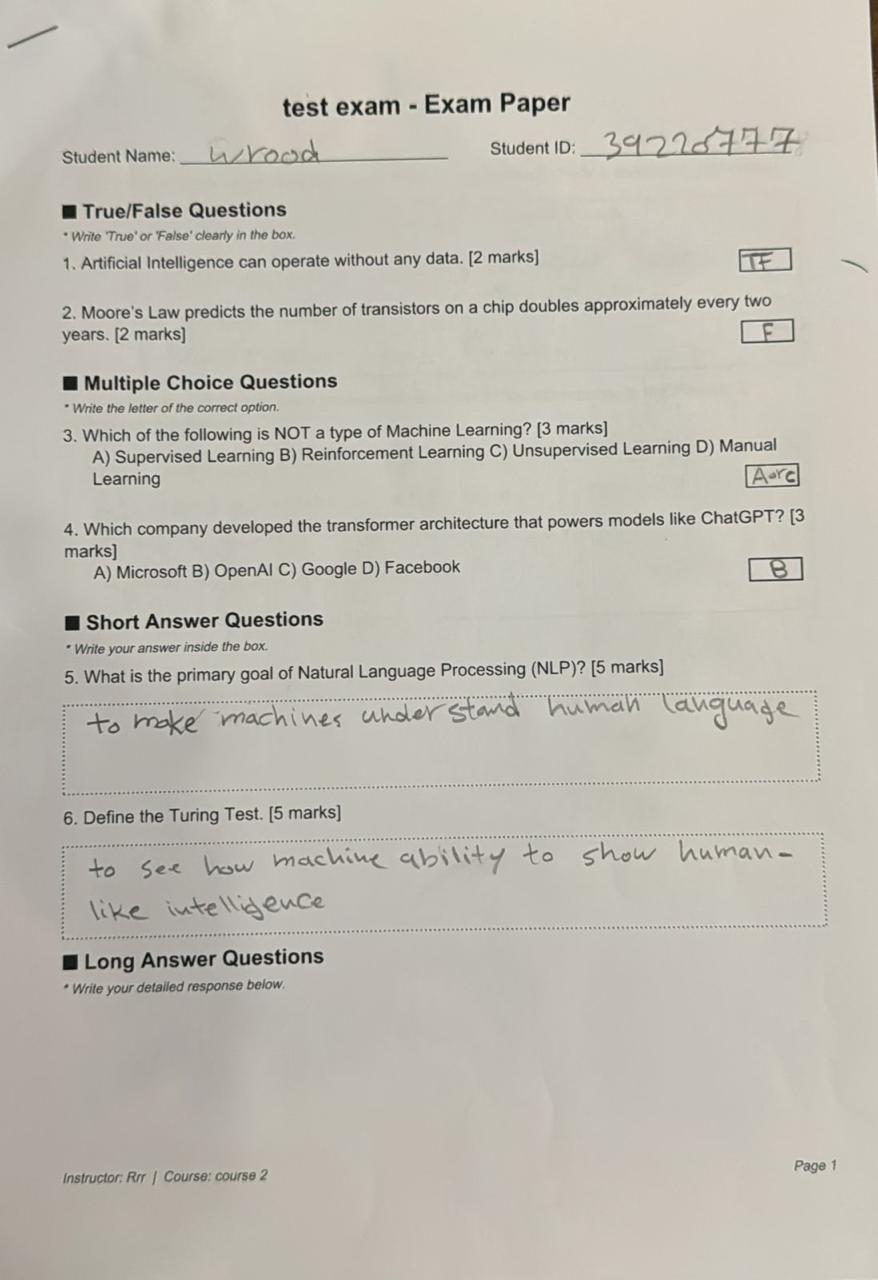 test exam - Exam Paper
Student Name: Wrood Student ID: 39220777
■ True/False Questions
* Write 'True' or 'False' clearly in the box.
1. Artificial Intelligence can operate without any data. [2 marks] TF
2. Moore's Law predicts the number of transistors on a chip doubles approximately every two
years. [2 marks] F
■ Multiple Choice Questions
* Write the letter of the correct option.
3. Which of the following is NOT a type of Machine Learning? [3 marks]
A) Supervised Learning B) Reinforcement Learning C) Unsupervised Learning D) Manual
Learning A or C
4. Which company developed the transformer architecture that powers models like ChatGPT? [3
marks]
A) Microsoft B) OpenAI C) Google D) Facebook B
■ Short Answer Questions
* Write your answer inside the box.
5. What is the primary goal of Natural Language Processing (NLP)? [5 marks]
to make machines understand human language
6. Define the Turing Test. [5 marks]
to see how machine ability to show human-
like intelligence
■ Long Answer Questions
* Write your detailed response below.
Instructor: Rrr | Course: course 2 Page 1